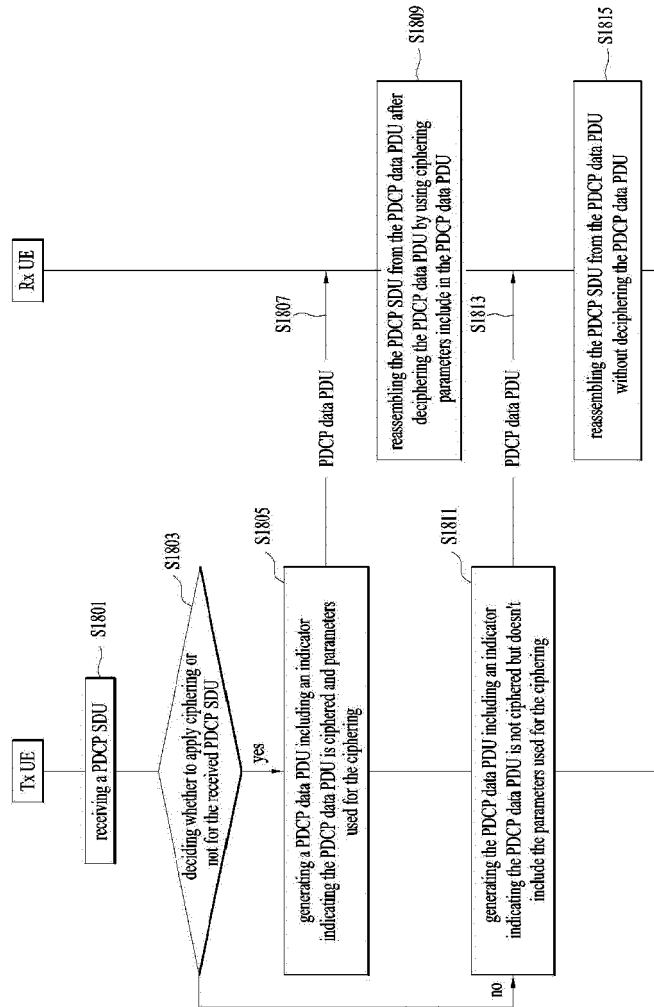 Tx UE
Rx UE
receiving a PDCP SDU
S1801
deciding whether to apply ciphering or
not for the received PDCP SDU
S1803
yes
generating a PDCP data PDU including an indicator
indicating the PDCP data PDU is ciphered and parameters
used for the ciphering
S1805
PDCP data PDU
S1807
reassembling the PDCP SDU from the PDCP data PDU after
deciphering the PDCP data PDU by using ciphering
parameters include in the PDCP data PDU
S1809
no
generating the PDCP data PDU including an indicator
indicating the PDCP data PDU is not ciphered but doesn't
include the parameters used for the ciphering
S1811
PDCP data PDU
S1813
reassembling the PDCP SDU from the PDCP data PDU
without deciphering the PDCP data PDU
S1815